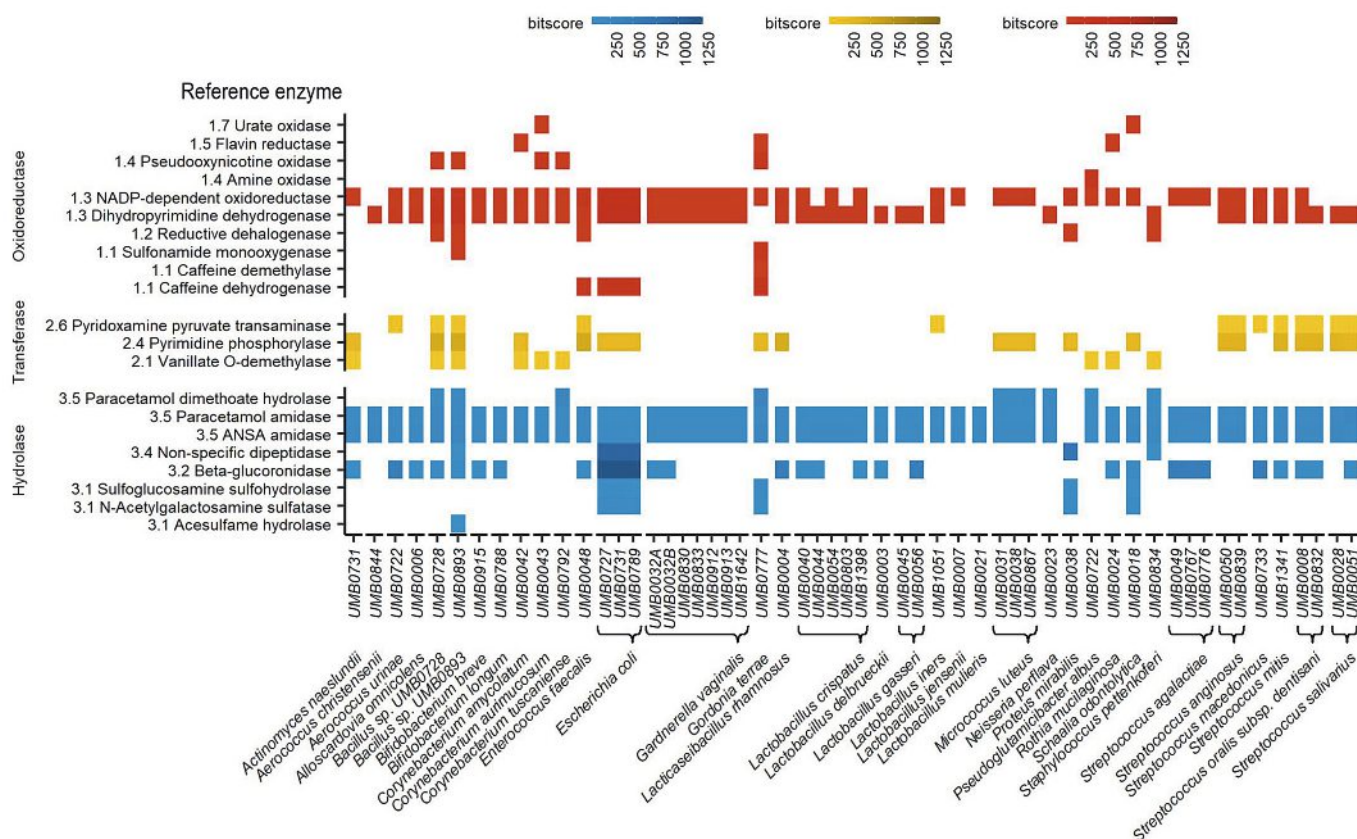 bitscore 250 500 750 1000 1250
bitscore 250 500 750 1000 1250
bitscore 250 500 750 1000 1250
Reference enzyme
Oxidoreductase
1.7 Urate oxidase
1.5 Flavin reductase
1.4 Pseudooxynicotine oxidase
1.4 Amine oxidase
1.3 NADP-dependent oxidoreductase
1.3 Dihydropyrimidine dehydrogenase
1.2 Reductive dehalogenase
1.1 Sulfonamide monooxygenase
1.1 Caffeine demethylase
1.1 Caffeine dehydrogenase
Transferase
2.6 Pyridoxamine pyruvate transaminase
2.4 Pyrimidine phosphorylase
2.1 Vanillate O-demethylase
Hydrolase
3.5 Paracetamol dimethoate hydrolase
3.5 Paracetamol amidase
3.5 ANSA amidase
3.4 Non-specific dipeptidase
3.2 Beta-glucoronidase
3.1 Sulfoglucosamine sulfohydrolase
3.1 N-Acetylgalactosamine sulfatase
3.1 Acesulfame hydrolase
UMB0731
UMB0844
UMB0722
UMB0006
UMB0728
UMB0893
UMB0915
UMB0788
UMB0042
UMB0043
UMB0792
UMB0048
UMB0727
UMB0731
UMB0789
UMB0032A
UMB0032B
UMB0830
UMB0833
UMB0912
UMB0913
UMB1642
UMB0777
UMB0004
UMB0040
UMB0044
UMB0054
UMB0803
UMB1398
UMB0003
UMB0045
UMB0056
UMB1051
UMB0007
UMB0021
UMB0031
UMB0038
UMB0867
UMB0023
UMB0038
UMB0722
UMB0024
UMB0018
UMB0834
UMB0049
UMB0767
UMB0776
UMB0050
UMB0839
UMB0733
UMB1341
UMB0008
UMB0832
UMB0028
UMB0051
Actinomyces naeslundii
Aerococcus christensenii
Aerococcus urinae
Alloscardovia omnicolens
Bacillus sp. UMB0728
Bacillus sp. UMB0893
Bifidobacterium breve
Bifidobacterium longum
Corynebacterium amycolatum
Corynebacterium aurimucosum
Corynebacterium tuscaniense
Enterococcus faecalis
Escherichia coli
Gardnerella vaginalis
Gordonia terrae
Lacticaseibacillus rhamnosus
Lactobacillus crispatus
Lactobacillus delbrueckii
Lactobacillus gasseri
Lactobacillus iners
Lactobacillus jensenii
Lactobacillus mulieris
Micrococcus luteus
Neisseria perflava
Proteus mirabilis
Pseudoglutamicibacter albus
Rothia mucilaginosa
Schaalia odontolytica
Staphylococcus pettenkoferi
Streptococcus agalactiae
Streptococcus anginosus
Streptococcus macedonicus
Streptococcus mitis
Streptococcus oralis subsp. dentisani
Streptococcus salivarius